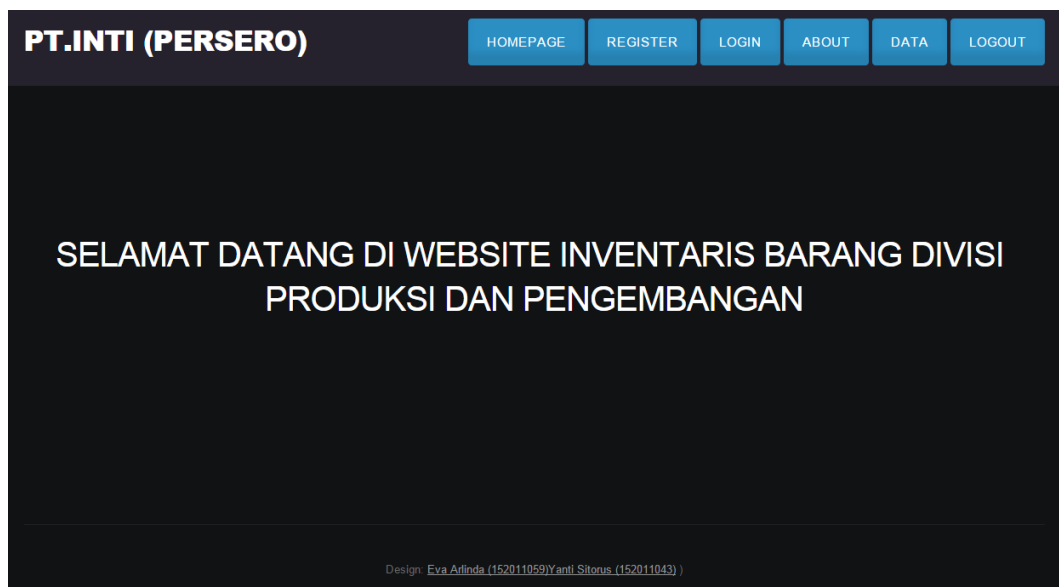 PT.INTI (PERSERO)
HOMEPAGE REGISTER LOGIN ABOUT DATA LOGOUT
SELAMAT DATANG DI WEBSITE INVENTARIS BARANG DIVISI
PRODUKSI DAN PENGEMBANGAN
Design: Eva Arlinda (152011059)Yanti Sitorus (152011043) )